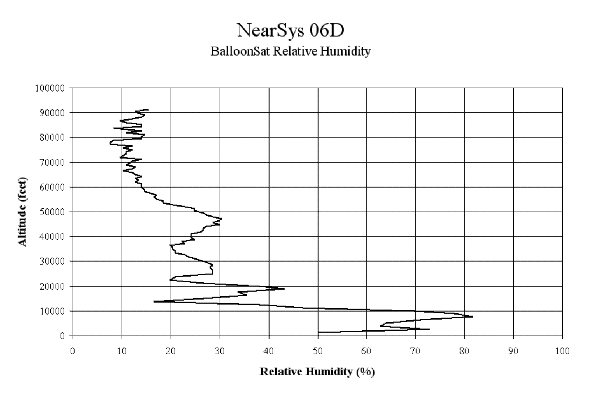 NearSys 06D
BalloonSat Relative Humidity
100000
90000
80000
70000
60000
50000
40000
30000
20000
10000
0
Altitude (feet)
0 10 20 30 40 50 60 70 80 90 100
Relative Humidity (%)